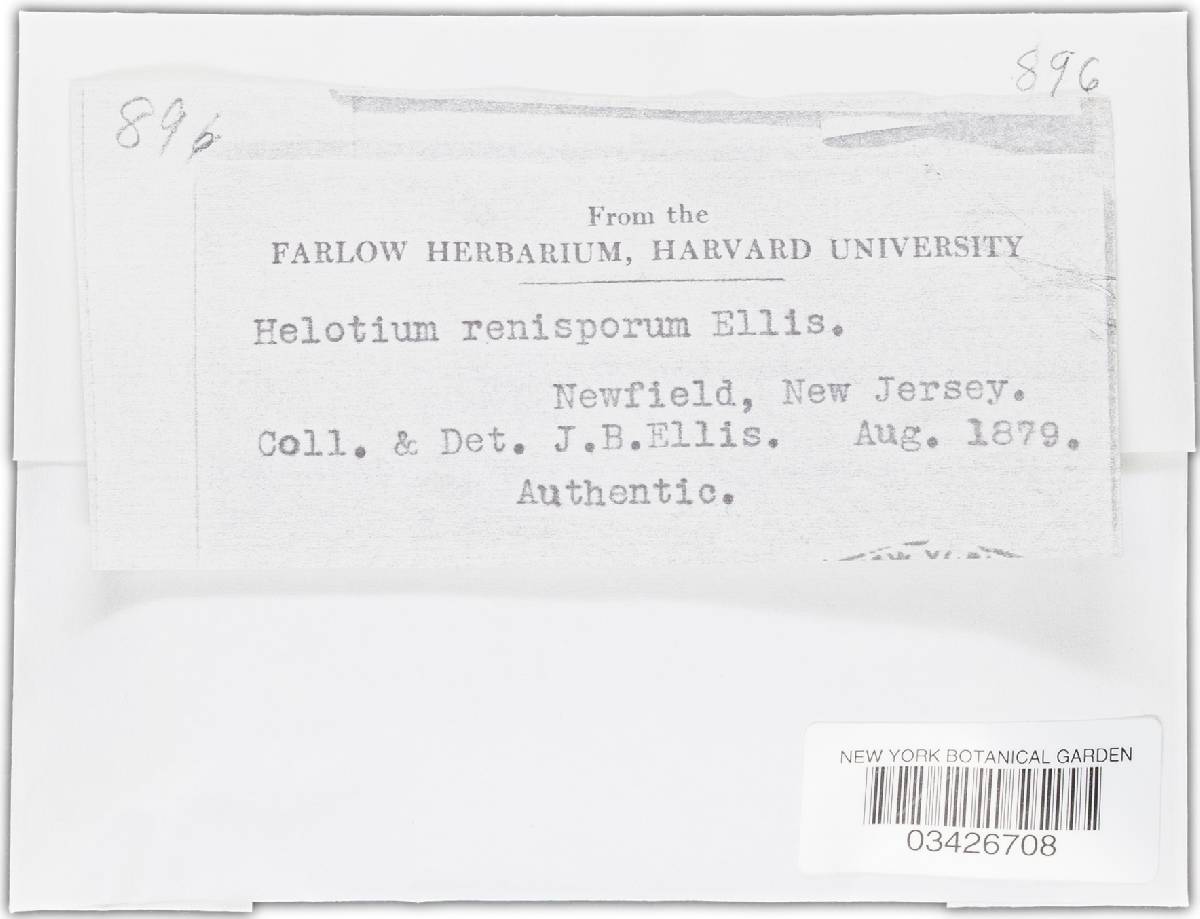 896
896
From the
FARLOW HERBARIUM, HARVARD UNIVERSITY
Helotium renisporum Ellis.
Newfield, New Jersey.
Coll. & Det. J.B.Ellis. Aug. 1879.
Authentic.
NEW YORK BOTANICAL GARDEN
03426708